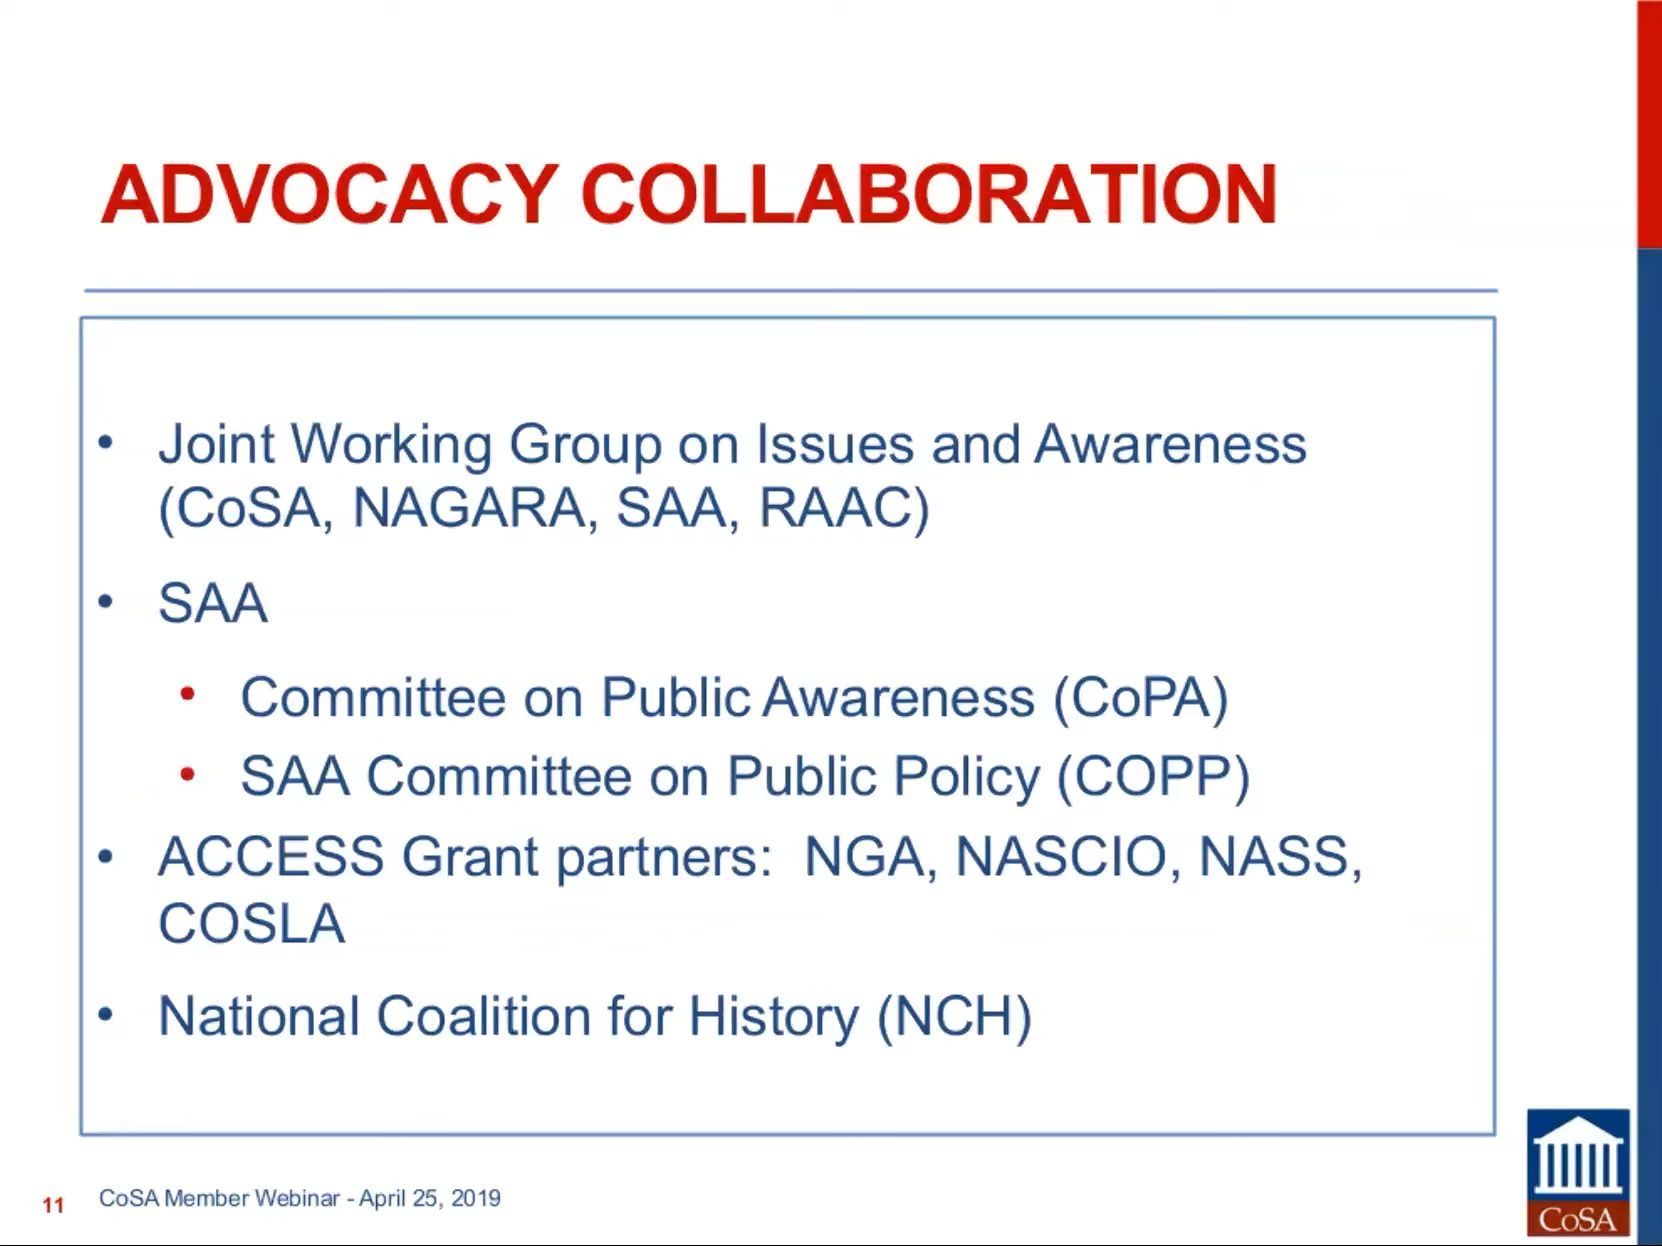 ADVOCACY COLLABORATION
• Joint Working Group on Issues and Awareness
(CoSA, NAGARA, SAA, RAAC)
• SAA
• Committee on Public Awareness (CoPA)
• SAA Committee on Public Policy (COPP)
• ACCESS Grant partners:  NGA, NASCIO, NASS,
COSLA
• National Coalition for History (NCH)
11 CoSA Member Webinar - April 25, 2019
CoSA